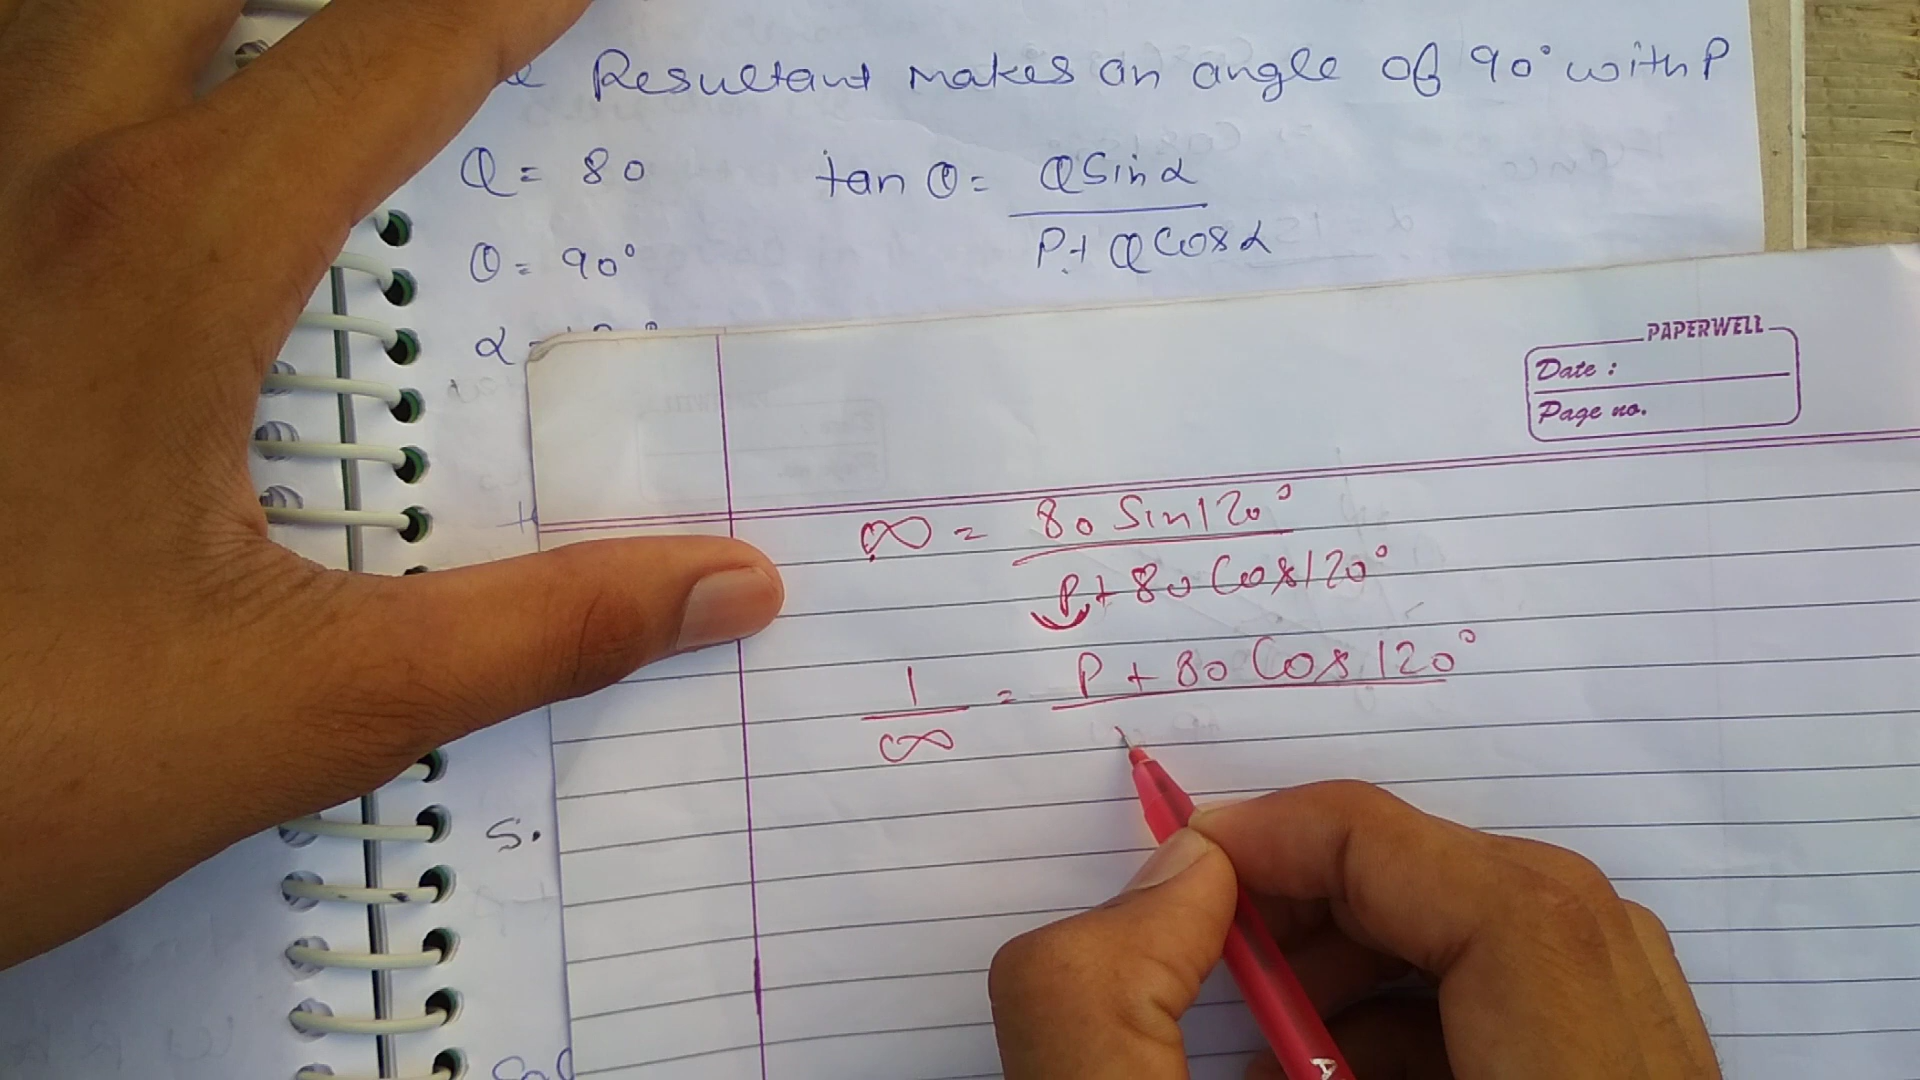 Resultant makes an angle of 90° with P
Q = 80
tan θ = Q Sin α
P + Q Cos α
θ = 90°
α
PAPERWELL
Date :
Page no.
∞ = 80 Sin 120°
P + 80 Cos 120°
1 = P + 80 Cos 120°
∞
S.